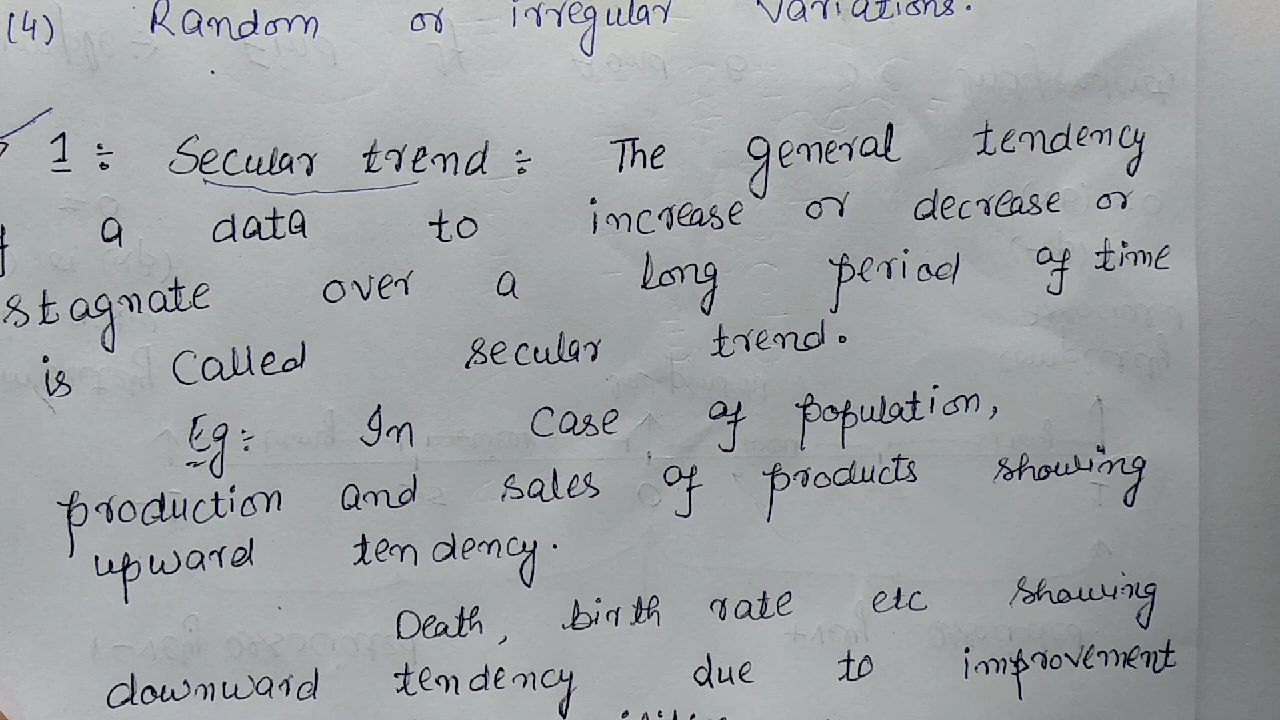 (4) Random or irregular variations.
1 ÷ Secular trend ÷ The general tendency
a data to increase or decrease or
stagnate over a long period of time
is Called secular trend.
Eg ÷ In Case of population,
production and sales of products showing
upward tendency.
Death, birth rate etc showing
downward tendency due to improvement